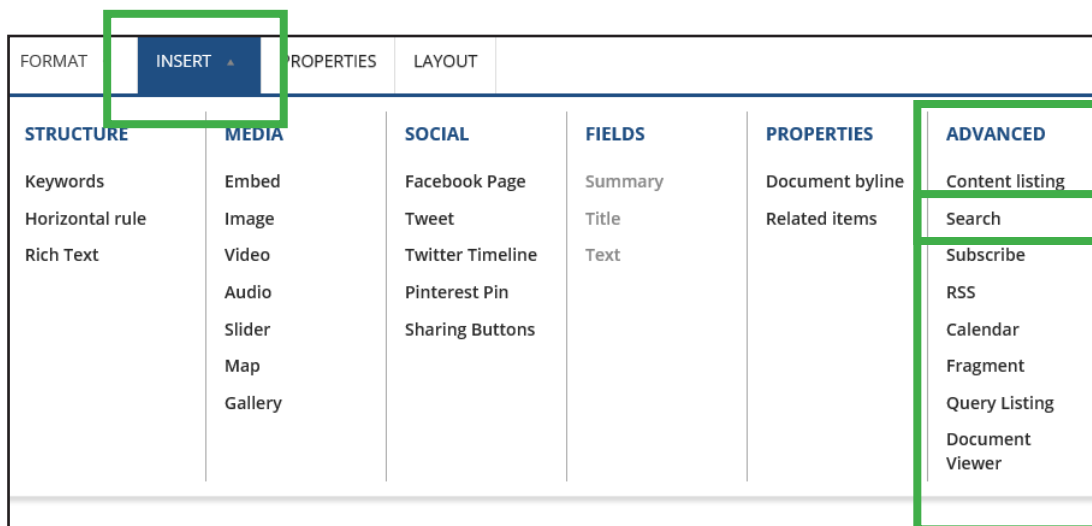 FORMAT
INSERT
PROPERTIES
LAYOUT
STRUCTURE
Keywords
Horizontal rule
Rich Text
MEDIA
Embed
Image
Video
Audio
Slider
Map
Gallery
SOCIAL
Facebook Page
Tweet
Twitter Timeline
Pinterest Pin
Sharing Buttons
FIELDS
Summary
Title
Text
PROPERTIES
Document byline
Related items
ADVANCED
Content listing
Search
Subscribe
RSS
Calendar
Fragment
Query Listing
Document
Viewer